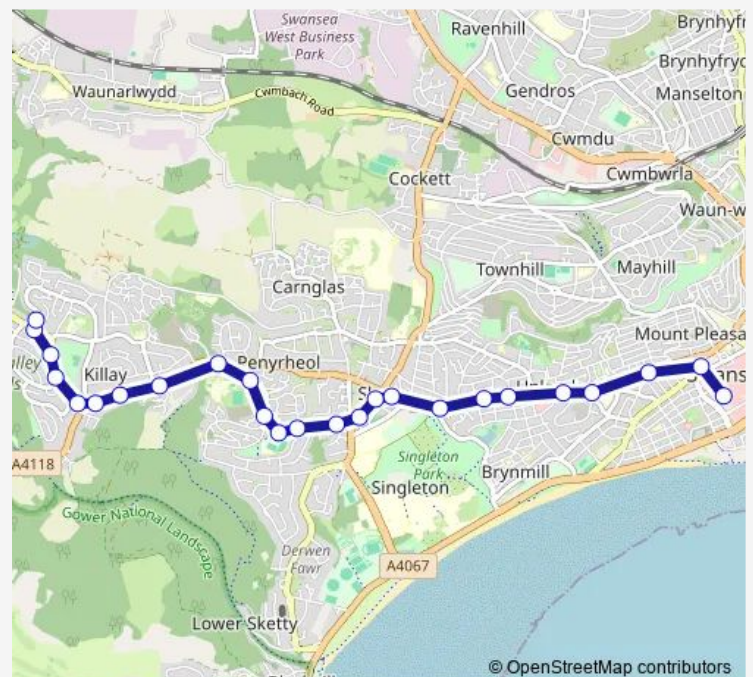 Swansea
West Business
Park
Ravenhill
Brynhyfr
Brynhyfryd
Waunarlwydd
Cwmbach Road
Gendros
Manselton
Cwmdu
Cockett
Cwmbwrla
Waun-w
Townhill
Mayhill
Carnglas
Mount Pleasa
Killay
Penyrheol
A4118
Singleton
Park
Singleton
Brynmill
Gower National
Landscape
Derwen
Fawr
A4067
Lower Sketty
© OpenStreetMap contributors